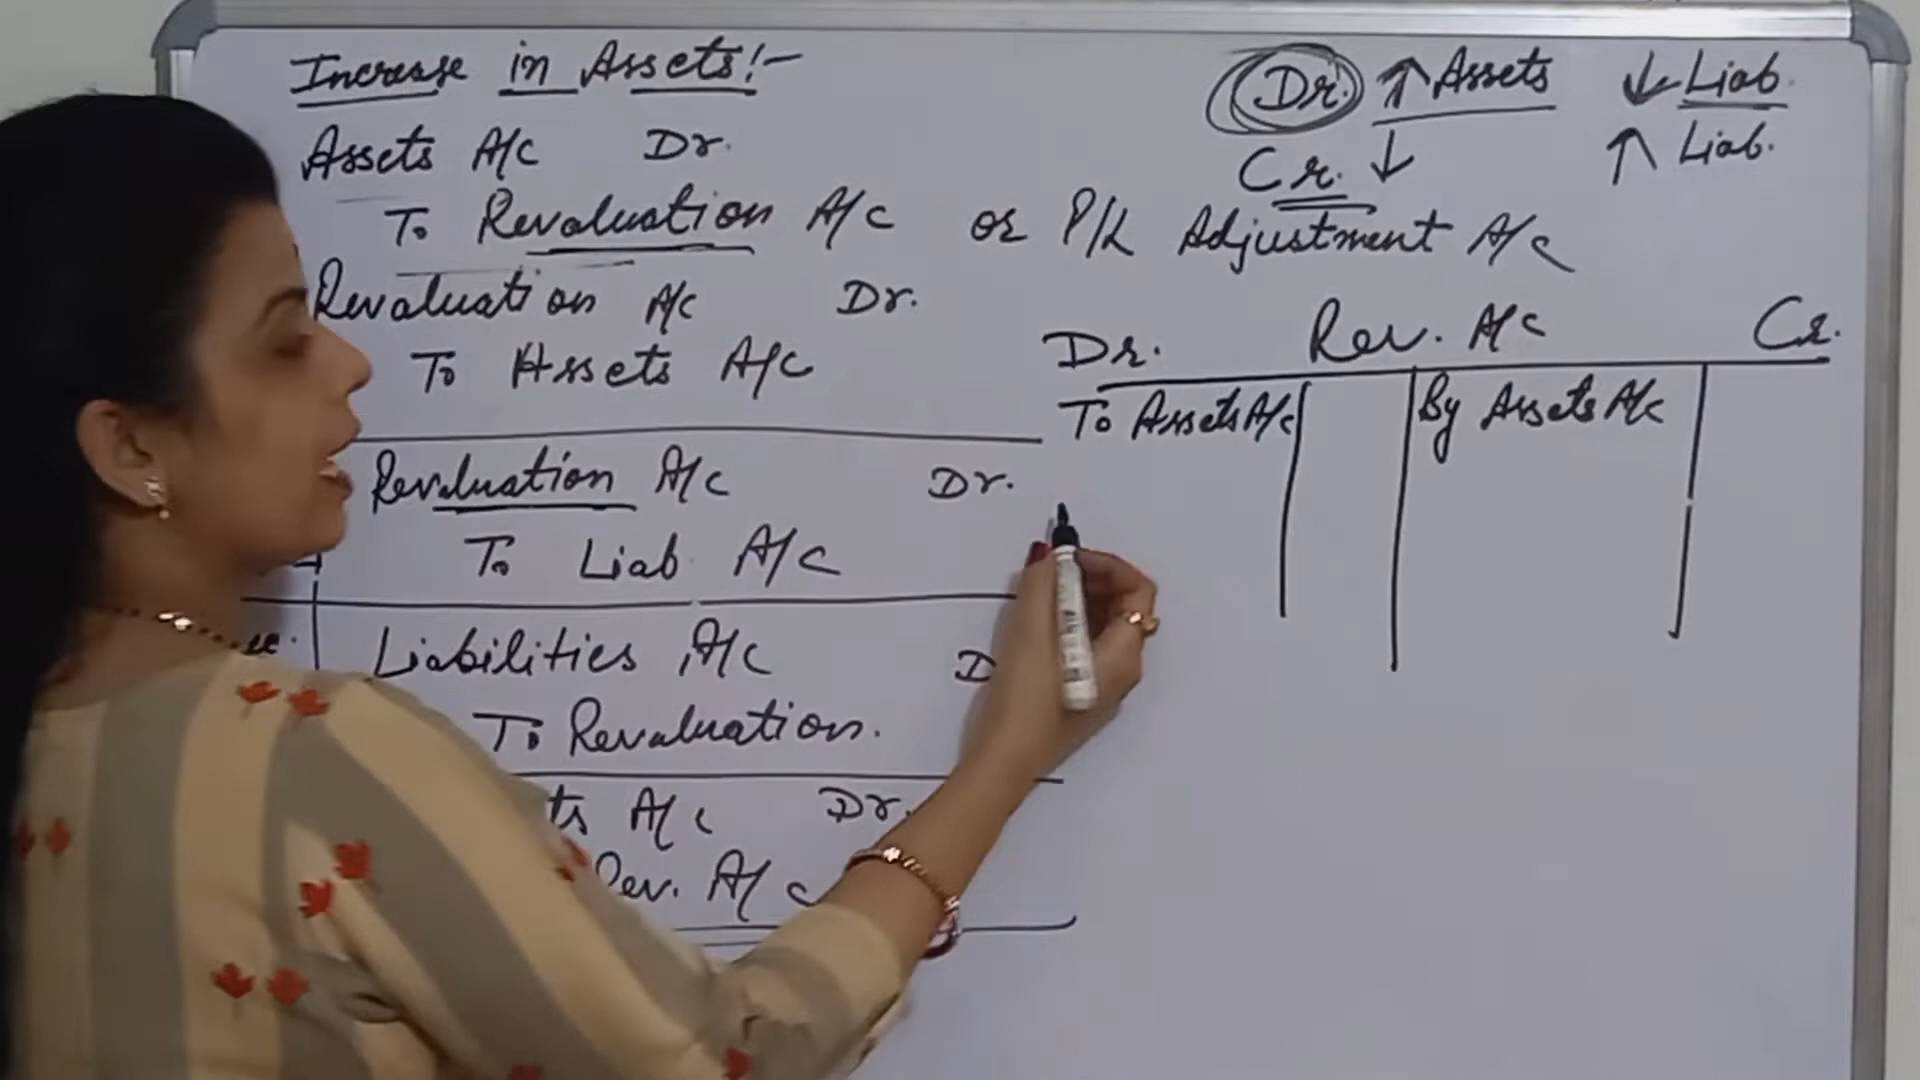 Increase in Assets!-
Assets A/c Dr.
To Revaluation A/c or P/L Adjustment A/c
Revaluation A/c Dr.
To Assets A/c
Revaluation A/c Dr.
To Liab. A/c
Liabilities A/c D
To Revaluation.
ts A/c Dr.
Rev. A/c
Dr. ↑ Assets ↓ Liab.
Cr. ↓ ↑ Liab.
Dr. Rev. A/c Cr.
To Assets A/c By Assets A/c